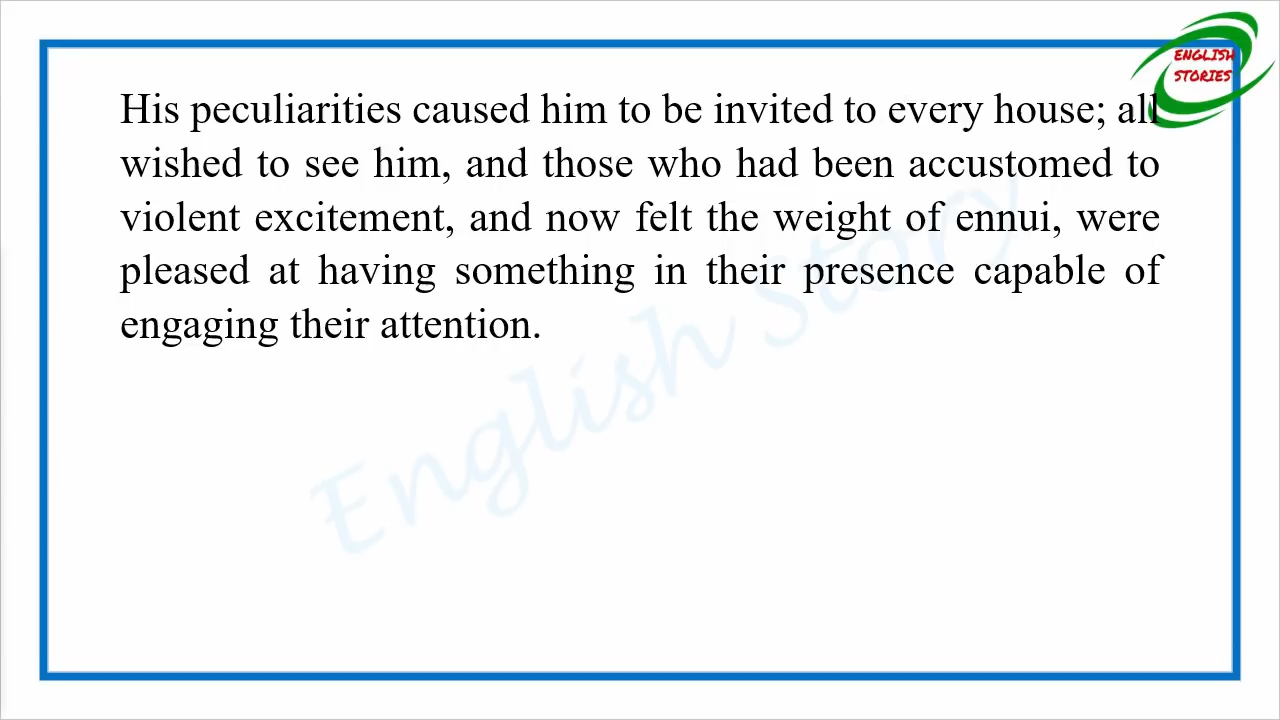 ENGLISH
STORIES
His peculiarities caused him to be invited to every house; all
wished to see him, and those who had been accustomed to
violent excitement, and now felt the weight of ennui, were
pleased at having something in their presence capable of
engaging their attention.
English Story